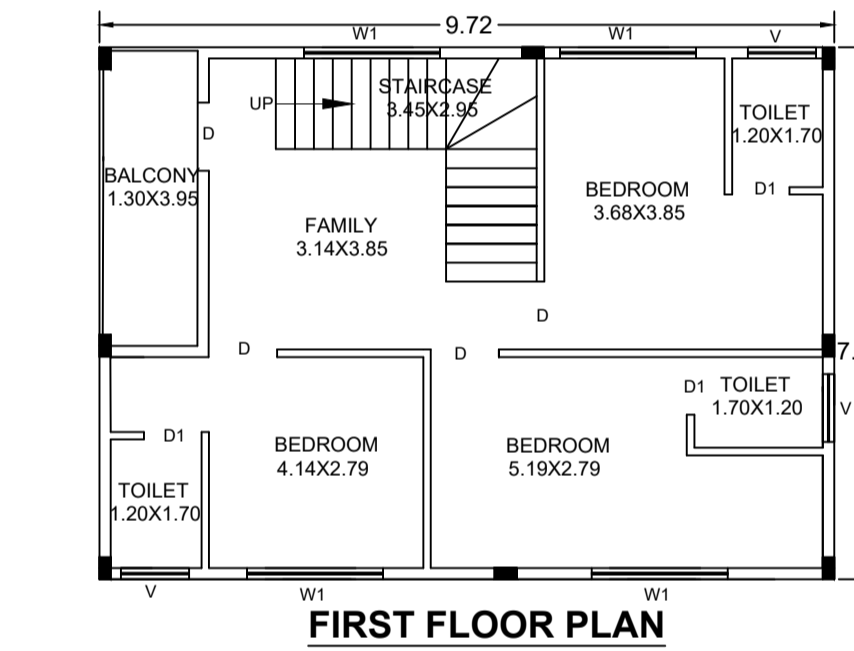 9.72
W1
W1
V
STAIRCASE
3.45X2.95
UP
TOILET
1.20X1.70
D
BALCONY
1.30X3.95
BEDROOM
3.68X3.85
D1
FAMILY
3.14X3.85
D
D
D
7.
D1
TOILET
1.70X1.20
V
D1
BEDROOM
4.14X2.79
BEDROOM
5.19X2.79
TOILET
1.20X1.70
V
W1
W1
FIRST FLOOR PLAN